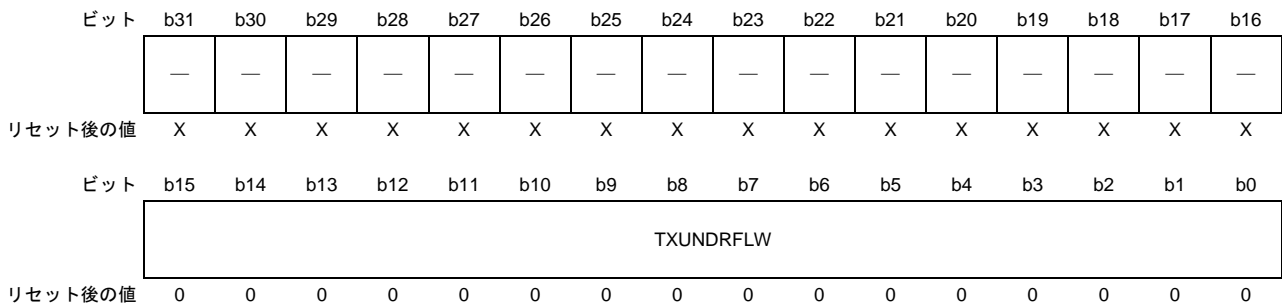 ビット b31 b30 b29 b28 b27 b26 b25 b24 b23 b22 b21 b20 b19 b18 b17 b16
— — — — — — — — — — — — — — — —
リセット後の値 X X X X X X X X X X X X X X X X
ビット b15 b14 b13 b12 b11 b10 b9 b8 b7 b6 b5 b4 b3 b2 b1 b0
TXUNDRFLW
リセット後の値 0 0 0 0 0 0 0 0 0 0 0 0 0 0 0 0